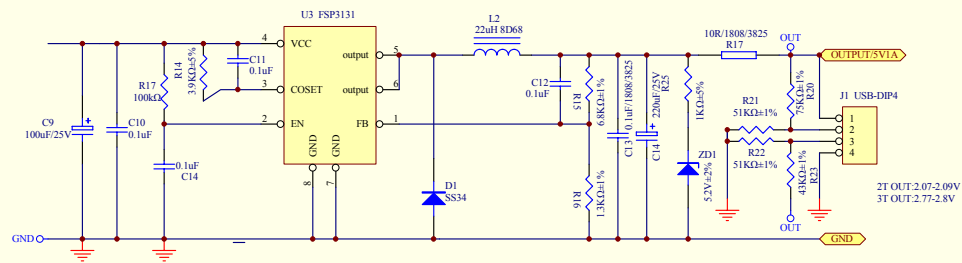 U3 FSP3131
VCC
COSET
EN
GND
GND
output
output
FB
4
3
2
8
7
5
6
1
C9
100uF/25V
C10
0.1uF
R17
100kΩ
0.1uF
C14
R14
3.9KΩ±5%
C11
0.1uF
L2
22uH 8D68
D1
SS34
C12
0.1uF
R15
6.8KΩ±1%
R16
1.3KΩ±1%
C13 0.1uF/1808/3825
C14 220uF/25V
R25
1KΩ±5%
ZD1
5.2V±2%
10R/1808/3825
R17
OUT
OUTPUT/5V1A
R20
75KΩ±1%
R21
51KΩ±1%
R22
51KΩ±1%
R23
43KΩ±1%
OUT
J1 USB-DIP4
1
2
3
4
2T OUT:2.07-2.09V
3T OUT:2.77-2.8V
GND
GND